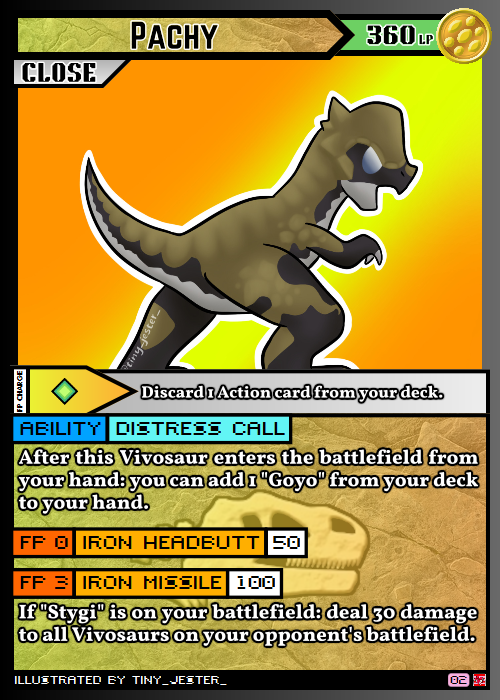 PACHY
360 LP
CLOSE
@tiny_jester_
FP CHARGE
Discard 1 Action card from your deck.
ABILITY DISTRESS CALL
After this Vivosaur enters the battlefield from
your hand: you can add 1 "Goyo" from your deck
to your hand.
FP 0 IRON HEADBUTT 50
FP 3 IRON MISSILE 100
If "Stygi" is on your battlefield: deal 30 damage
to all Vivosaurs on your opponent's battlefield.
ILLUSTRATED BY TINY_JESTER_
02